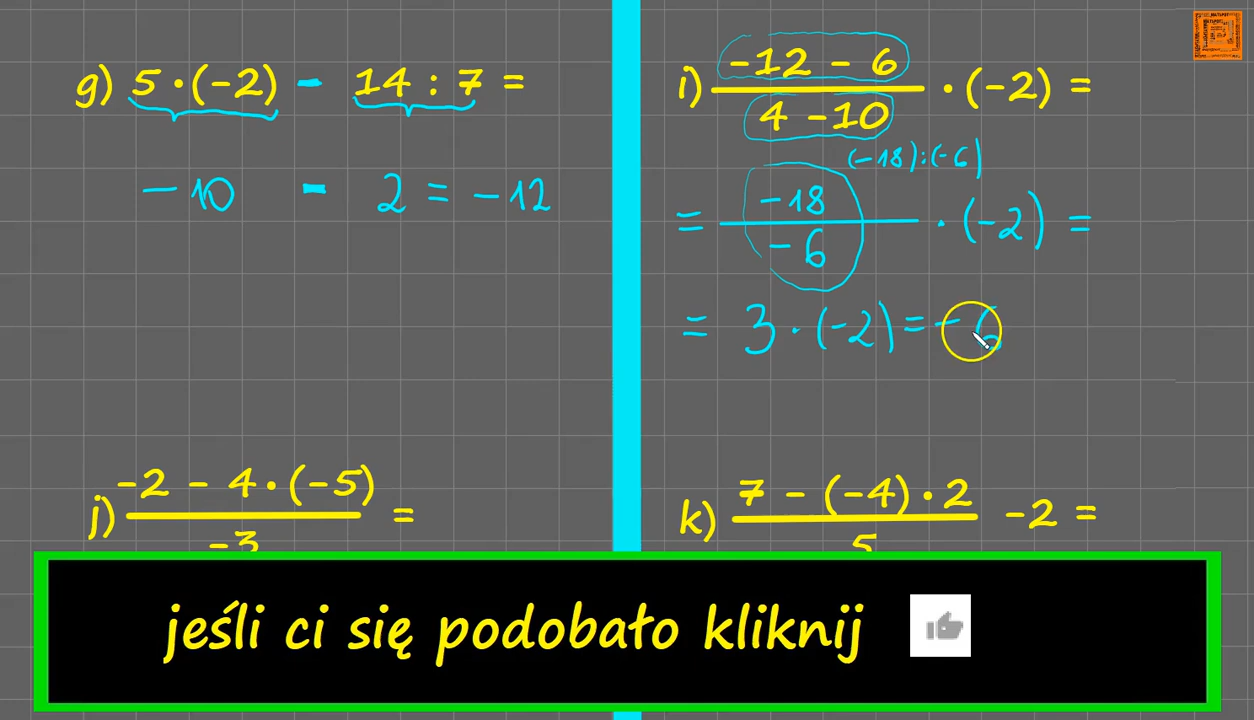 g) 5 · (-2) - 14 : 7 =
-10 - 2 = -12
i) -12 - 6
4 - 10
· (-2) =
(-18):(-6)
= -18
- 6
· (-2) =
= 3 · (-2) = - 6
j) -2 - 4 · (-5)
-3
=
k) 7 - (-4) · 2
5
-2 =
jeśli ci się podobało kliknij